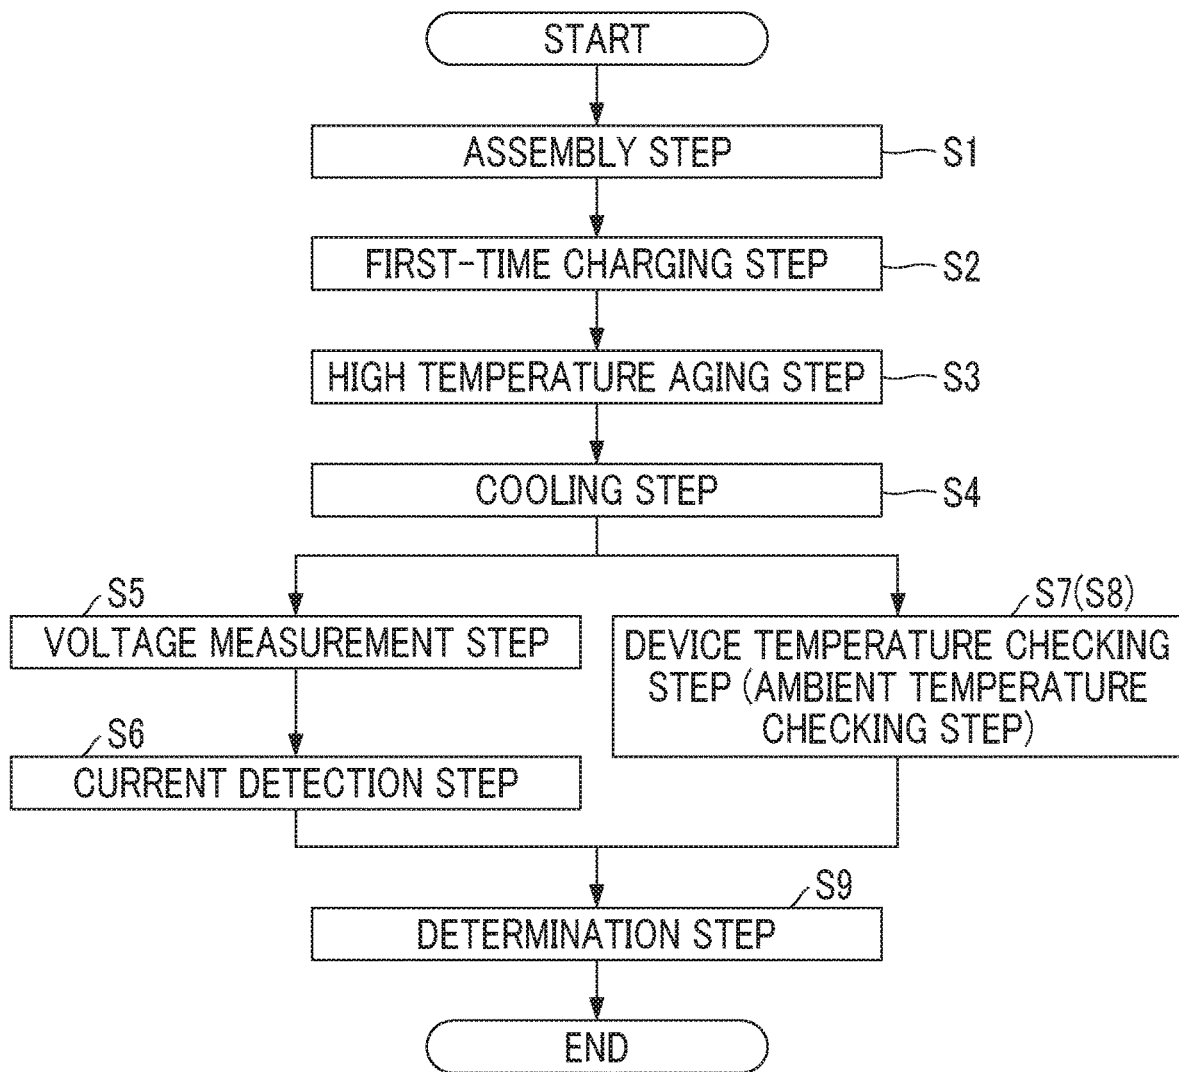 START
ASSEMBLY STEP
S1
FIRST-TIME CHARGING STEP
S2
HIGH TEMPERATURE AGING STEP
S3
COOLING STEP
S4
S5
VOLTAGE MEASUREMENT STEP
S6
CURRENT DETECTION STEP
S7(S8)
DEVICE TEMPERATURE CHECKING
STEP (AMBIENT TEMPERATURE
CHECKING STEP)
S9
DETERMINATION STEP
END